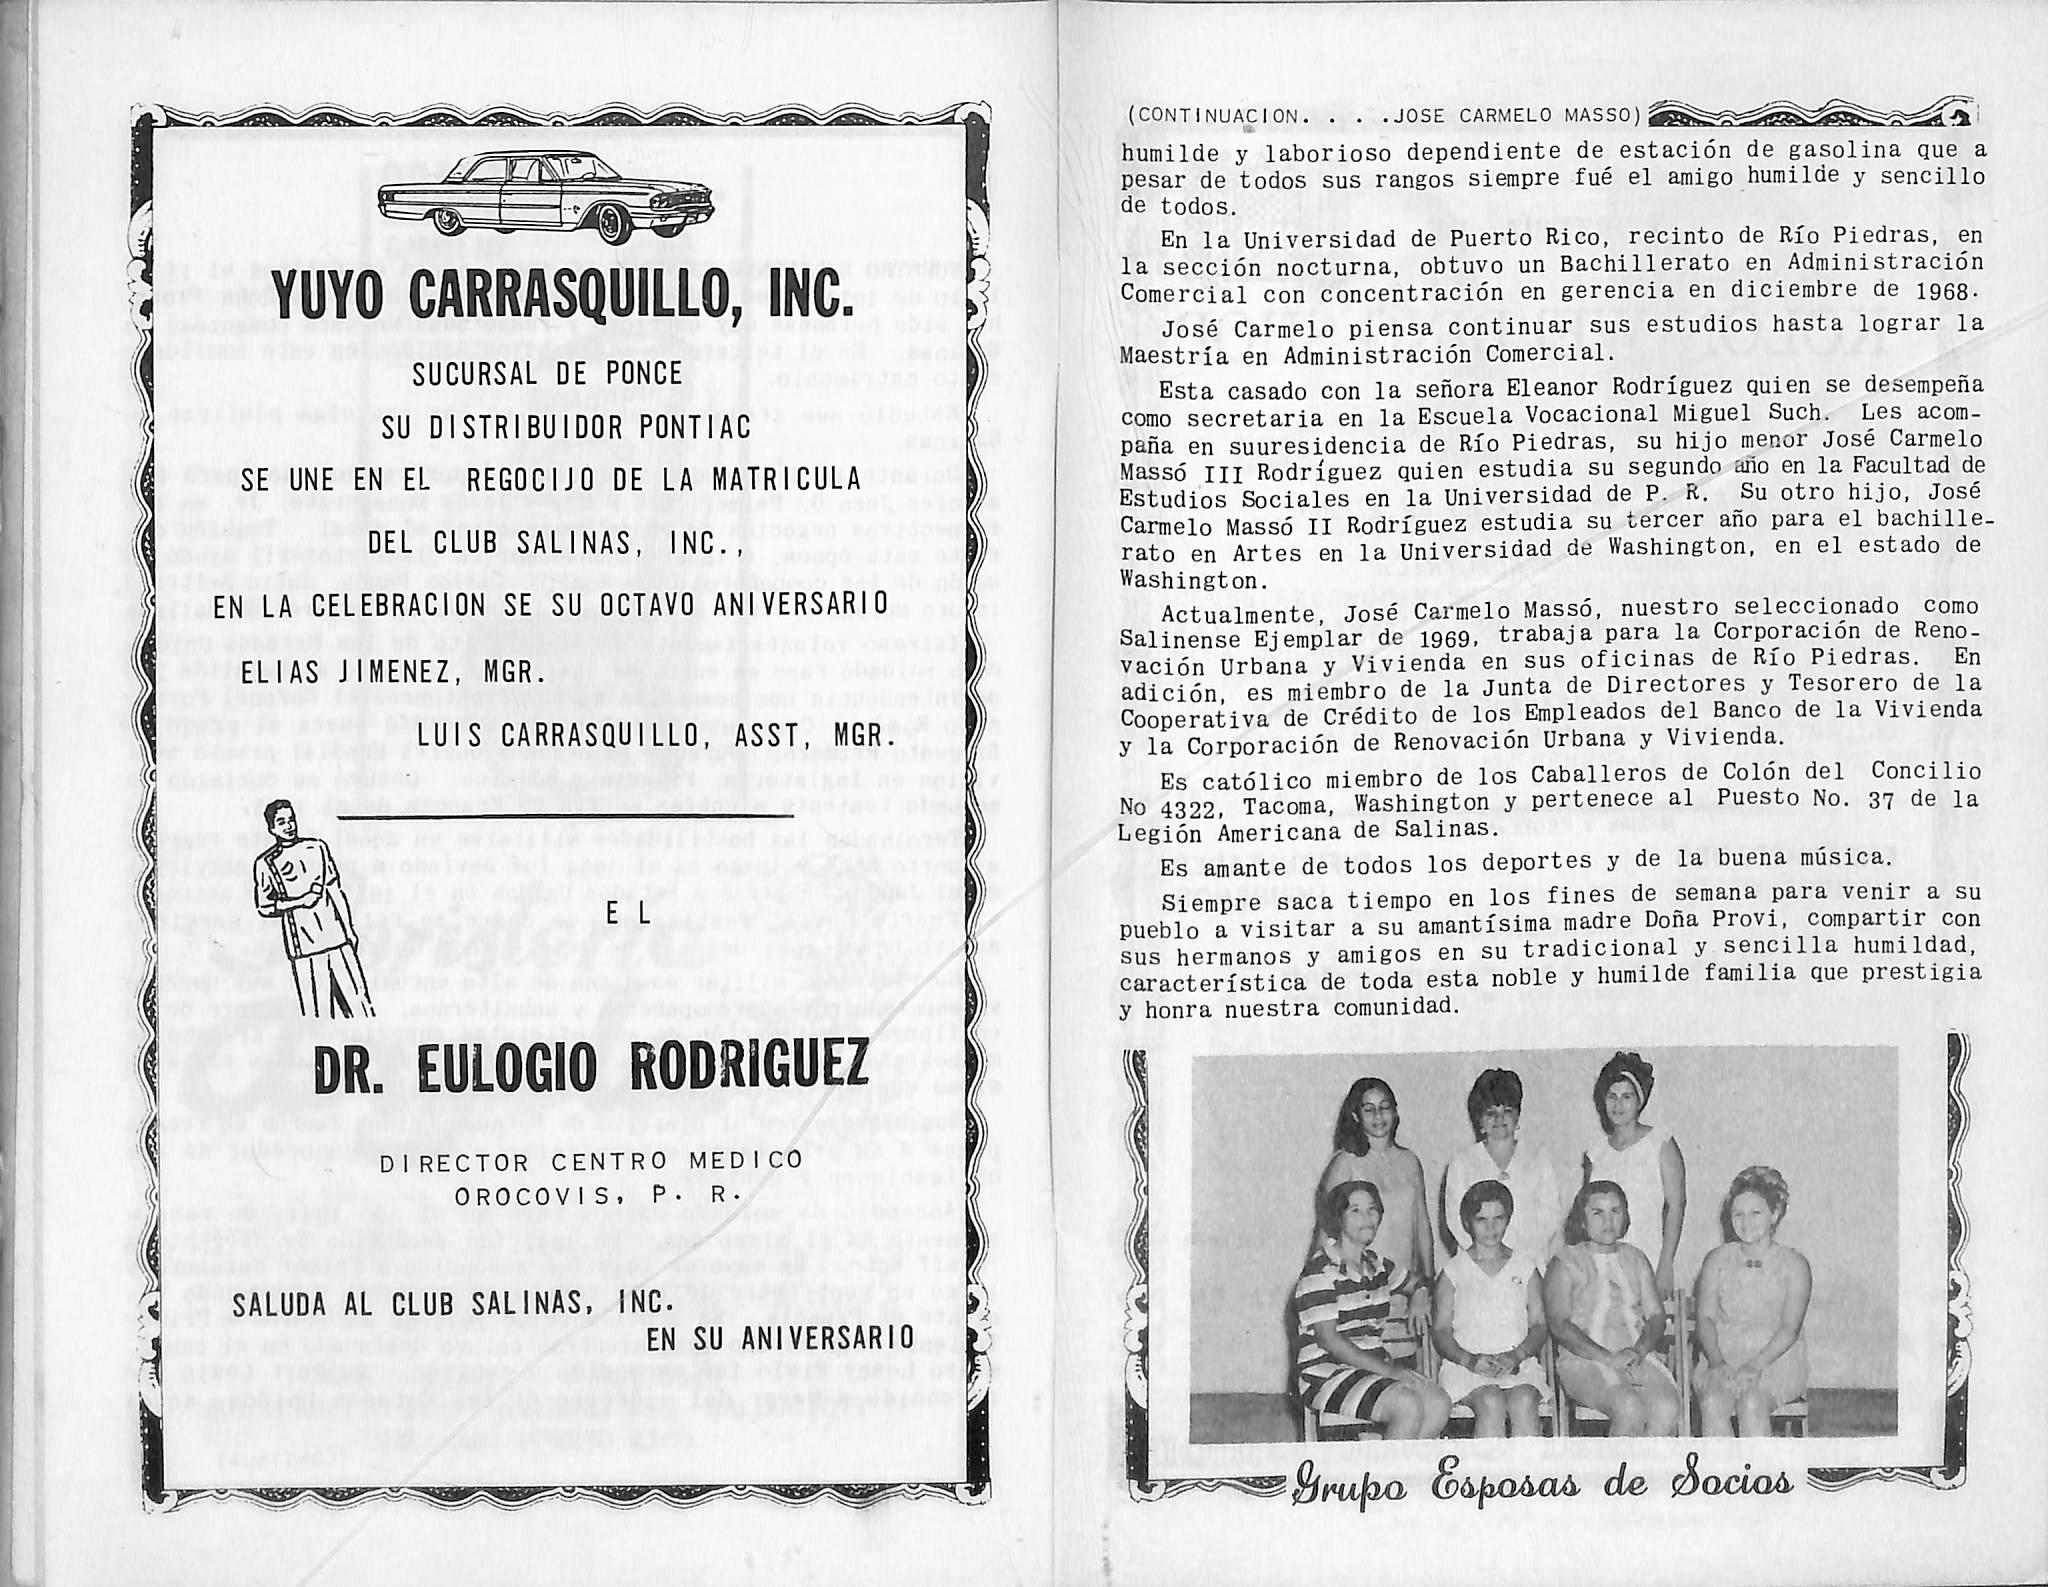 YUYO CARRASQUILLO, INC.
SUCURSAL DE PONCE
SU DISTRIBUIDOR PONTIAC
SE UNE EN EL REGOCIJO DE LA MATRICULA
DEL CLUB SALINAS, INC.,
EN LA CELEBRACION SE SU OCTAVO ANIVERSARIO
ELIAS JIMENEZ, MGR.
LUIS CARRASQUILLO, ASST, MGR.
EL
DR. EULOGIO RODRIGUEZ
DIRECTOR CENTRO MEDICO
OROCOVIS, P. R.
SALUDA AL CLUB SALINAS, INC.
EN SU ANIVERSARIO
(CONTINUACION. . . .JOSE CARMELO MASSO)
humilde y laborioso dependiente de estación de gasolina que a
pesar de todos sus rangos siempre fué el amigo humilde y sencillo
de todos.
En la Universidad de Puerto Rico, recinto de Río Piedras, en
la sección nocturna, obtuvo un Bachillerato en Administración
Comercial con concentración en gerencia en diciembre de 1968.
José Carmelo piensa continuar sus estudios hasta lograr la
Maestría en Administración Comercial.
Esta casado con la señora Eleanor Rodríguez quien se desempeña
como secretaria en la Escuela Vocacional Miguel Such. Les acom-
paña en suuresidencia de Río Piedras, su hijo menor José Carmelo
Massó III Rodríguez quien estudia su segundo año en la Facultad de
Estudios Sociales en la Universidad de P. R. Su otro hijo, José
Carmelo Massó II Rodríguez estudia su tercer año para el bachille-
rato en Artes en la Universidad de Washington, en el estado de
Washington.
Actualmente, José Carmelo Massó, nuestro seleccionado como
Salinense Ejemplar de 1969, trabaja para la Corporación de Reno-
vación Urbana y Vivienda en sus oficinas de Río Piedras. En
adición, es miembro de la Junta de Directores y Tesorero de la
Cooperativa de Crédito de los Empleados del Banco de la Vivienda
y la Corporación de Renovación Urbana y Vivienda.
Es católico miembro de los Caballeros de Colón del Concilio
No 4322, Tacoma, Washington y pertenece al Puesto No. 37 de la
Legión Americana de Salinas.
Es amante de todos los deportes y de la buena música.
Siempre saca tiempo en los fines de semana para venir a su
pueblo a visitar a su amantísima madre Doña Provi, compartir con
sus hermanos y amigos en su tradicional y sencilla humildad,
característica de toda esta noble y humilde familia que prestigia
y honra nuestra comunidad.
Grupo Esposas de Socios